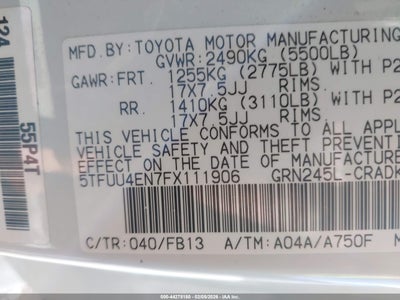 124
55P4T
MFD. BY: TOYOTA MOTOR MANUFACTURING
GVWR: 2490KG (5500LB)
GAWR: FRT. 1255KG (2775LB) WITH P2
17X7.5JJ RIMS,
RR. 1410KG (3110LB) WITH P2
17X7.5JJ RIMS,
THIS VEHICLE CONFORMS TO ALL APPL
VEHICLE SAFETY AND THEFT PREVENTI
EFFECT ON THE DATE OF MANUFACTURE
5TFUU4EN7FX111906 GRN245L-CRADK
C/TR: 040/FB13 A/TM: A04A/A750F